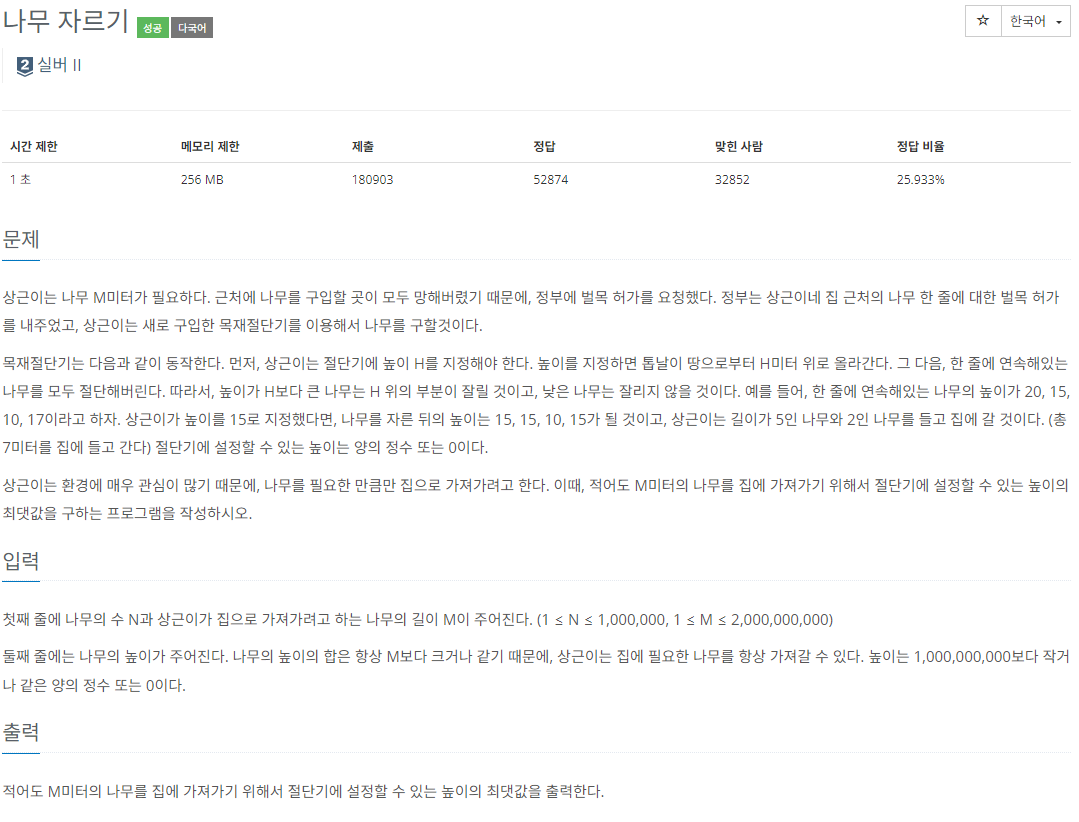 나무 자르기 성공 다국어
☆ 한국어
2 실버 II
시간 제한 메모리 제한 제출 정답 맞힌 사람 정답 비율
1 초 256 MB 180903 52874 32852 25.933%
문제
상근이는 나무 M미터가 필요하다. 근처에 나무를 구입할 곳이 모두 망해버렸기 때문에, 정부에 벌목 허가를 요청했다. 정부는 상근이네 집 근처의 나무 한 줄에 대한 벌목 허가
를 내주었고, 상근이는 새로 구입한 목재절단기를 이용해서 나무를 구할것이다.
목재절단기는 다음과 같이 동작한다. 먼저, 상근이는 절단기에 높이 H를 지정해야 한다. 높이를 지정하면 톱날이 땅으로부터 H미터 위로 올라간다. 그 다음, 한 줄에 연속해있는
나무를 모두 절단해버린다. 따라서, 높이가 H보다 큰 나무는 H 위의 부분이 잘릴 것이고, 낮은 나무는 잘리지 않을 것이다. 예를 들어, 한 줄에 연속해있는 나무의 높이가 20, 15,
10, 17이라고 하자. 상근이가 높이를 15로 지정했다면, 나무를 자른 뒤의 높이는 15, 15, 10, 15가 될 것이고, 상근이는 길이가 5인 나무와 2인 나무를 들고 집에 갈 것이다. (총
7미터를 집에 들고 간다) 절단기에 설정할 수 있는 높이는 양의 정수 또는 0이다.
상근이는 환경에 매우 관심이 많기 때문에, 나무를 필요한 만큼만 집으로 가져가려고 한다. 이때, 적어도 M미터의 나무를 집에 가져가기 위해서 절단기에 설정할 수 있는 높이의
최댓값을 구하는 프로그램을 작성하시오.
입력
첫째 줄에 나무의 수 N과 상근이가 집으로 가져가려고 하는 나무의 길이 M이 주어진다. (1 ≤ N ≤ 1,000,000, 1 ≤ M ≤ 2,000,000,000)
둘째 줄에는 나무의 높이가 주어진다. 나무의 높이의 합은 항상 M보다 크거나 같기 때문에, 상근이는 집에 필요한 나무를 항상 가져갈 수 있다. 높이는 1,000,000,000보다 작거
나 같은 양의 정수 또는 0이다.
출력
적어도 M미터의 나무를 집에 가져가기 위해서 절단기에 설정할 수 있는 높이의 최댓값을 출력한다.